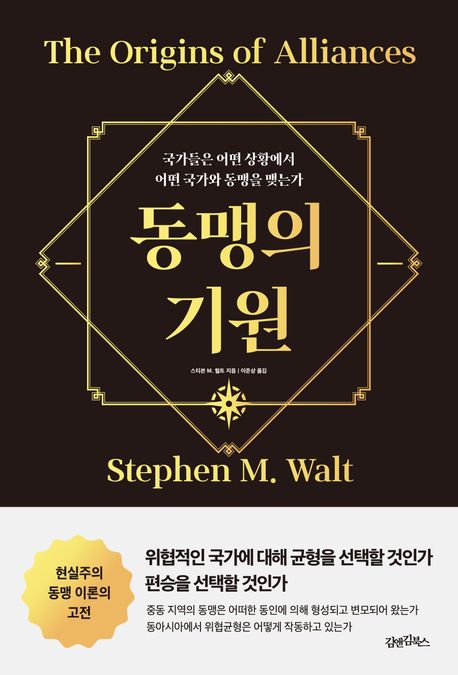 The Origins of Alliances
국가들은 어떤 상황에서
어떤 국가와 동맹을 맺는가
동맹의
기원
스티븐 M. 월트 지음 | 이준상 옮김
Stephen M. Walt
현실주의
동맹 이론의
고전
위협적인 국가에 대해 균형을 선택할 것인가
편승을 선택할 것인가
중동 지역의 동맹은 어떠한 동인에 의해 형성되고 변모되어 왔는가
동아시아에서 위협균형은 어떻게 작동하고 있는가
김앤김북스